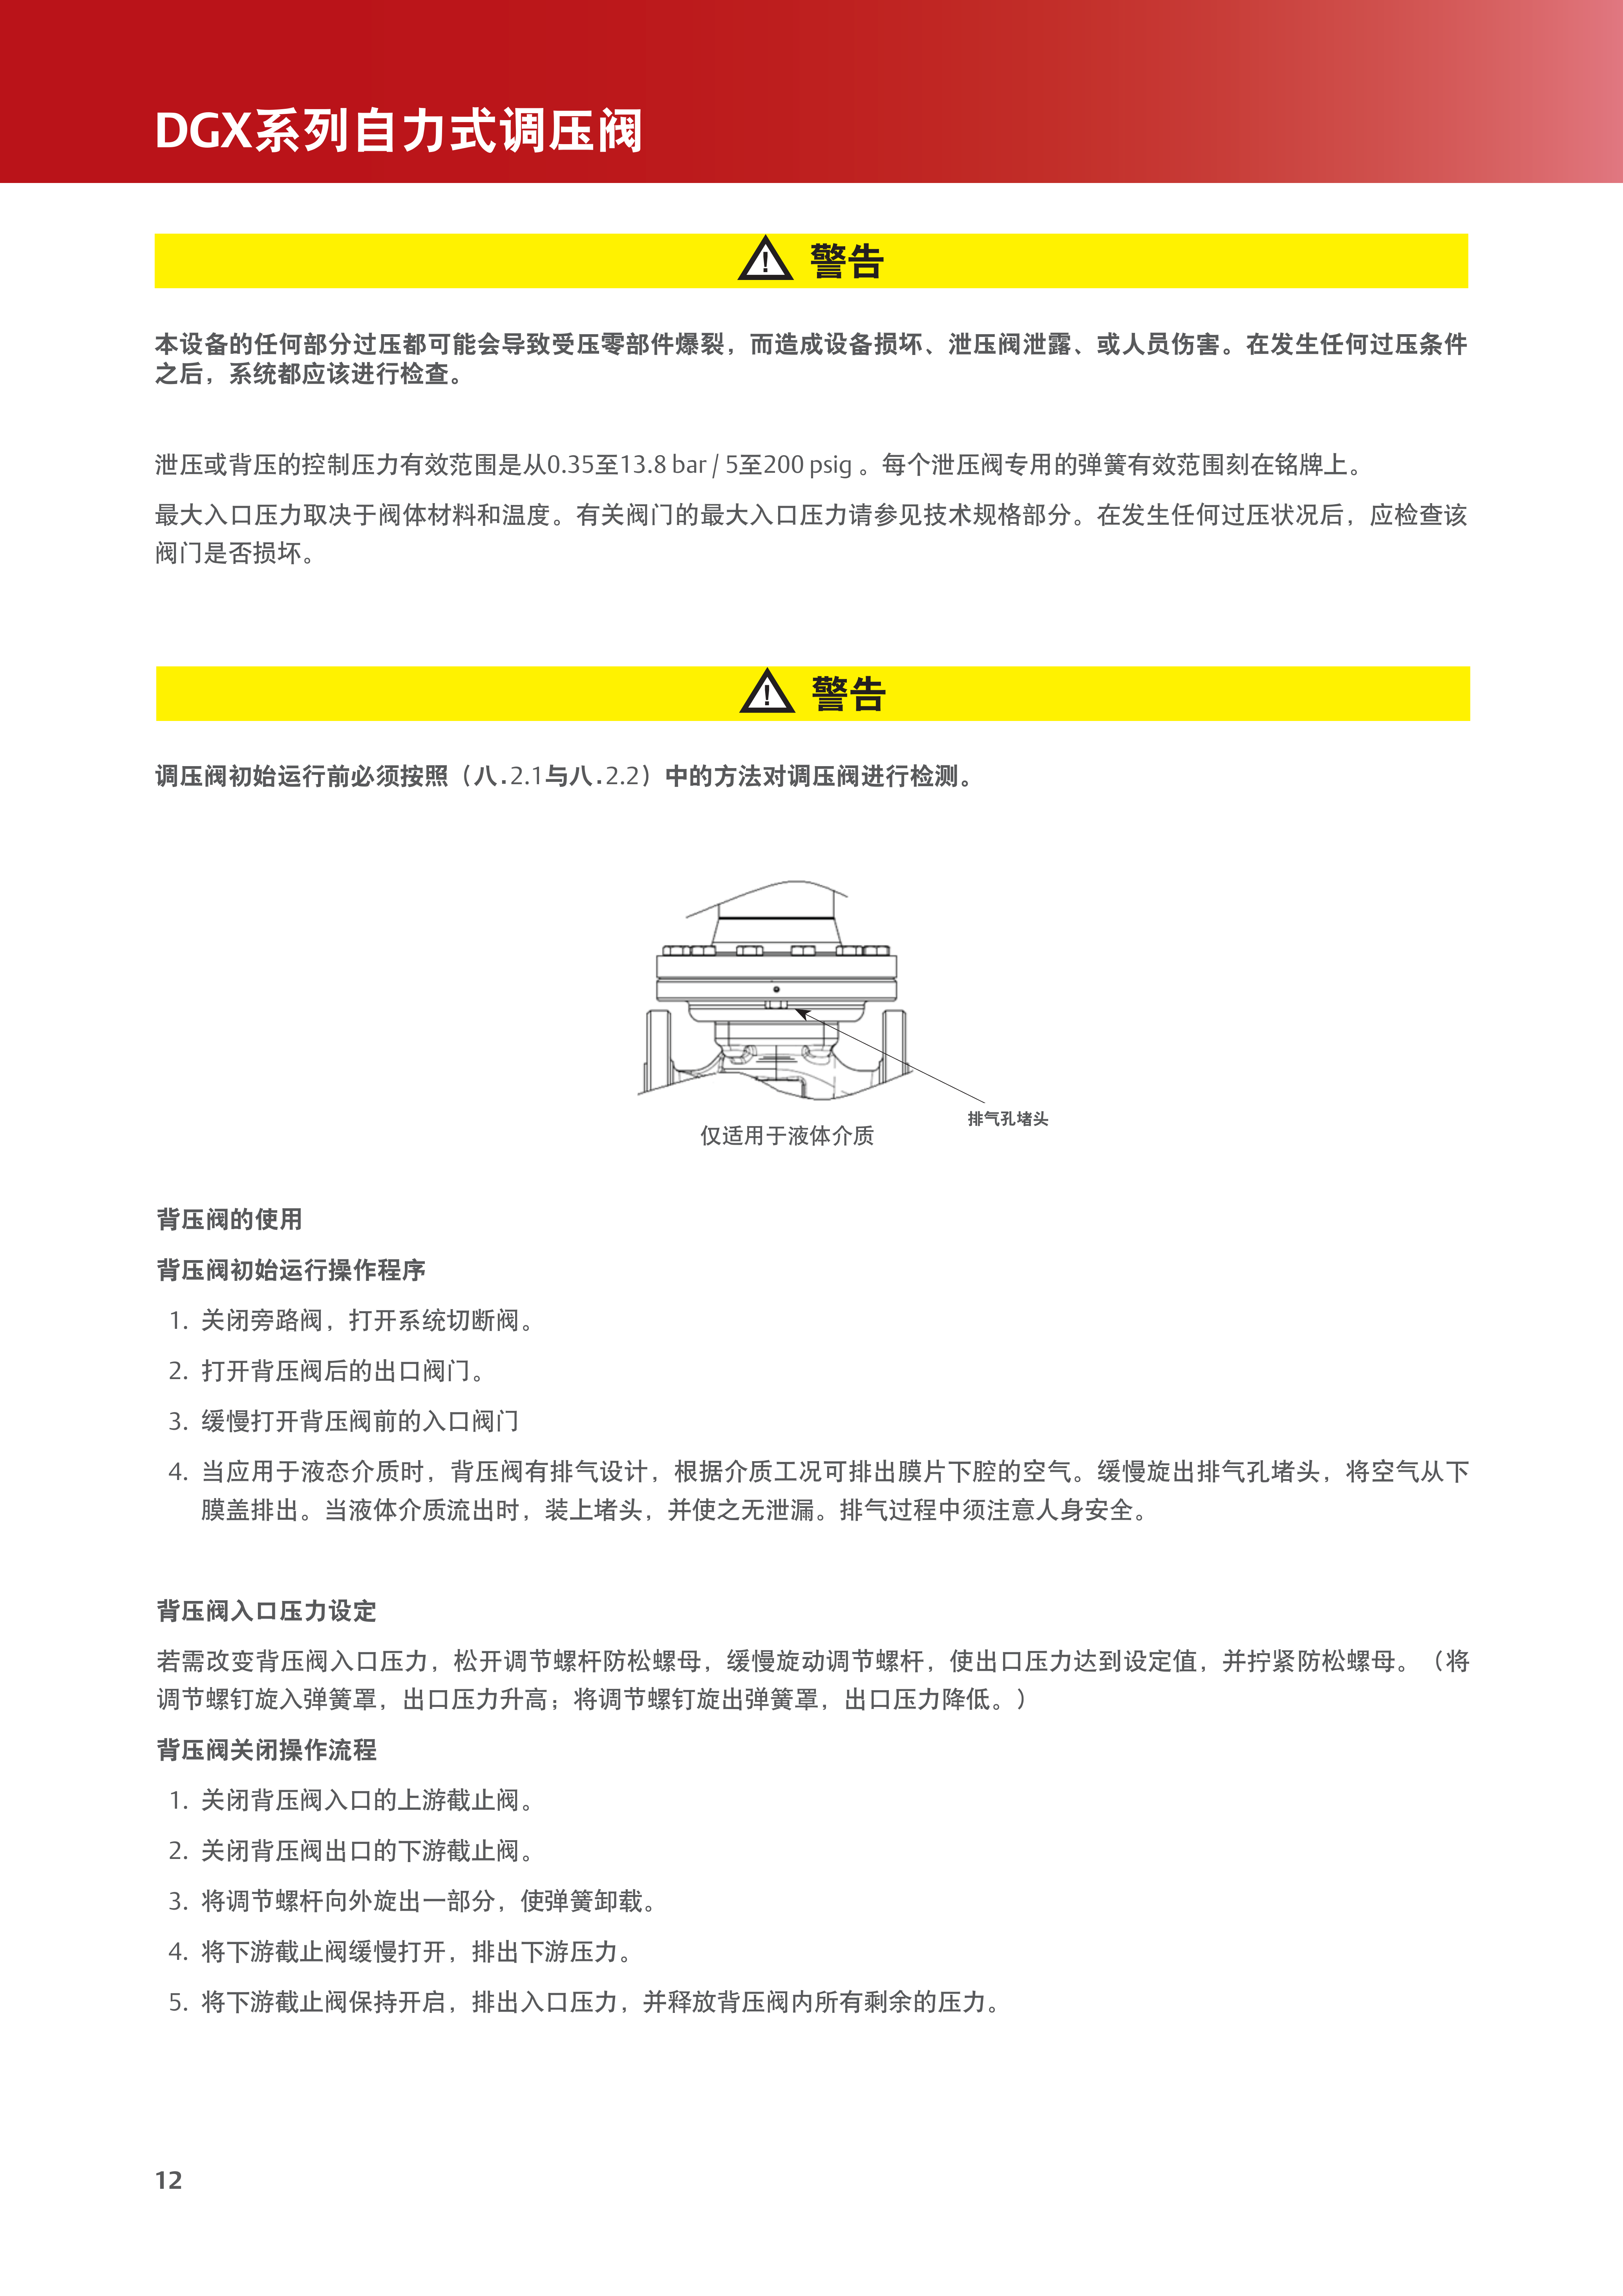 DGX系列自力式调压阀
警告
本设备的任何部分过压都可能会导致受压零部件爆裂，而造成设备损坏、泄压阀泄露、或人员伤害。在发生任何过压条件
之后，系统都应该进行检查。
泄压或背压的控制压力有效范围是从0.35至13.8 bar / 5至200 psig 。每个泄压阀专用的弹簧有效范围刻在铭牌上。
最大入口压力取决于阀体材料和温度。有关阀门的最大入口压力请参见技术规格部分。在发生任何过压状况后，应检查该
阀门是否损坏。
警告
调压阀初始运行前必须按照（八.2.1与八.2.2）中的方法对调压阀进行检测。
排气孔堵头
仅适用于液体介质
背压阀的使用
背压阀初始运行操作程序
1. 关闭旁路阀，打开系统切断阀。
2. 打开背压阀后的出口阀门。
3. 缓慢打开背压阀前的入口阀门
4. 当应用于液态介质时，背压阀有排气设计，根据介质工况可排出膜片下腔的空气。缓慢旋出排气孔堵头，将空气从下
膜盖排出。当液体介质流出时，装上堵头，并使之无泄漏。排气过程中须注意人身安全。
背压阀入口压力设定
若需改变背压阀入口压力，松开调节螺杆防松螺母，缓慢旋动调节螺杆，使出口压力达到设定值，并拧紧防松螺母。（将
调节螺钉旋入弹簧罩，出口压力升高；将调节螺钉旋出弹簧罩，出口压力降低。）
背压阀关闭操作流程
1. 关闭背压阀入口的上游截止阀。
2. 关闭背压阀出口的下游截止阀。
3. 将调节螺杆向外旋出一部分，使弹簧卸载。
4. 将下游截止阀缓慢打开，排出下游压力。
5. 将下游截止阀保持开启，排出入口压力，并释放背压阀内所有剩余的压力。
12